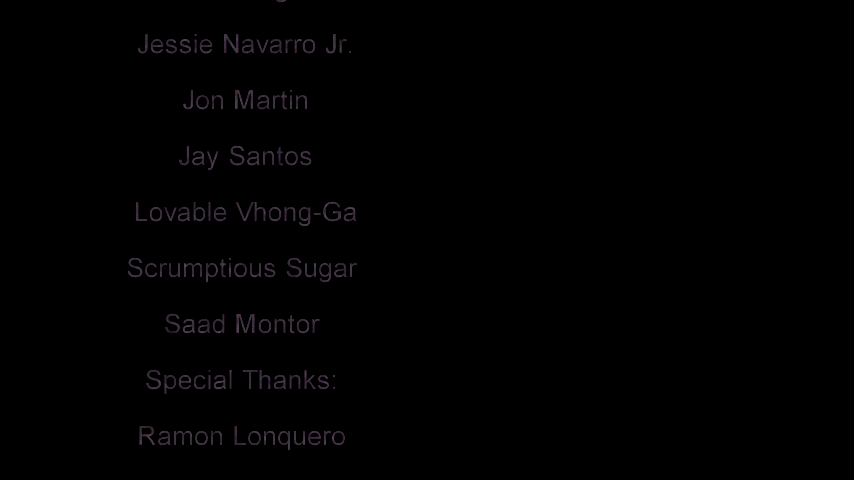 Jessie Navarro Jr.
Jon Martin
Jay Santos
Lovable Vhong-Ga
Scrumptious Sugar
Saad Montor
Special Thanks:
Ramon Lonquero